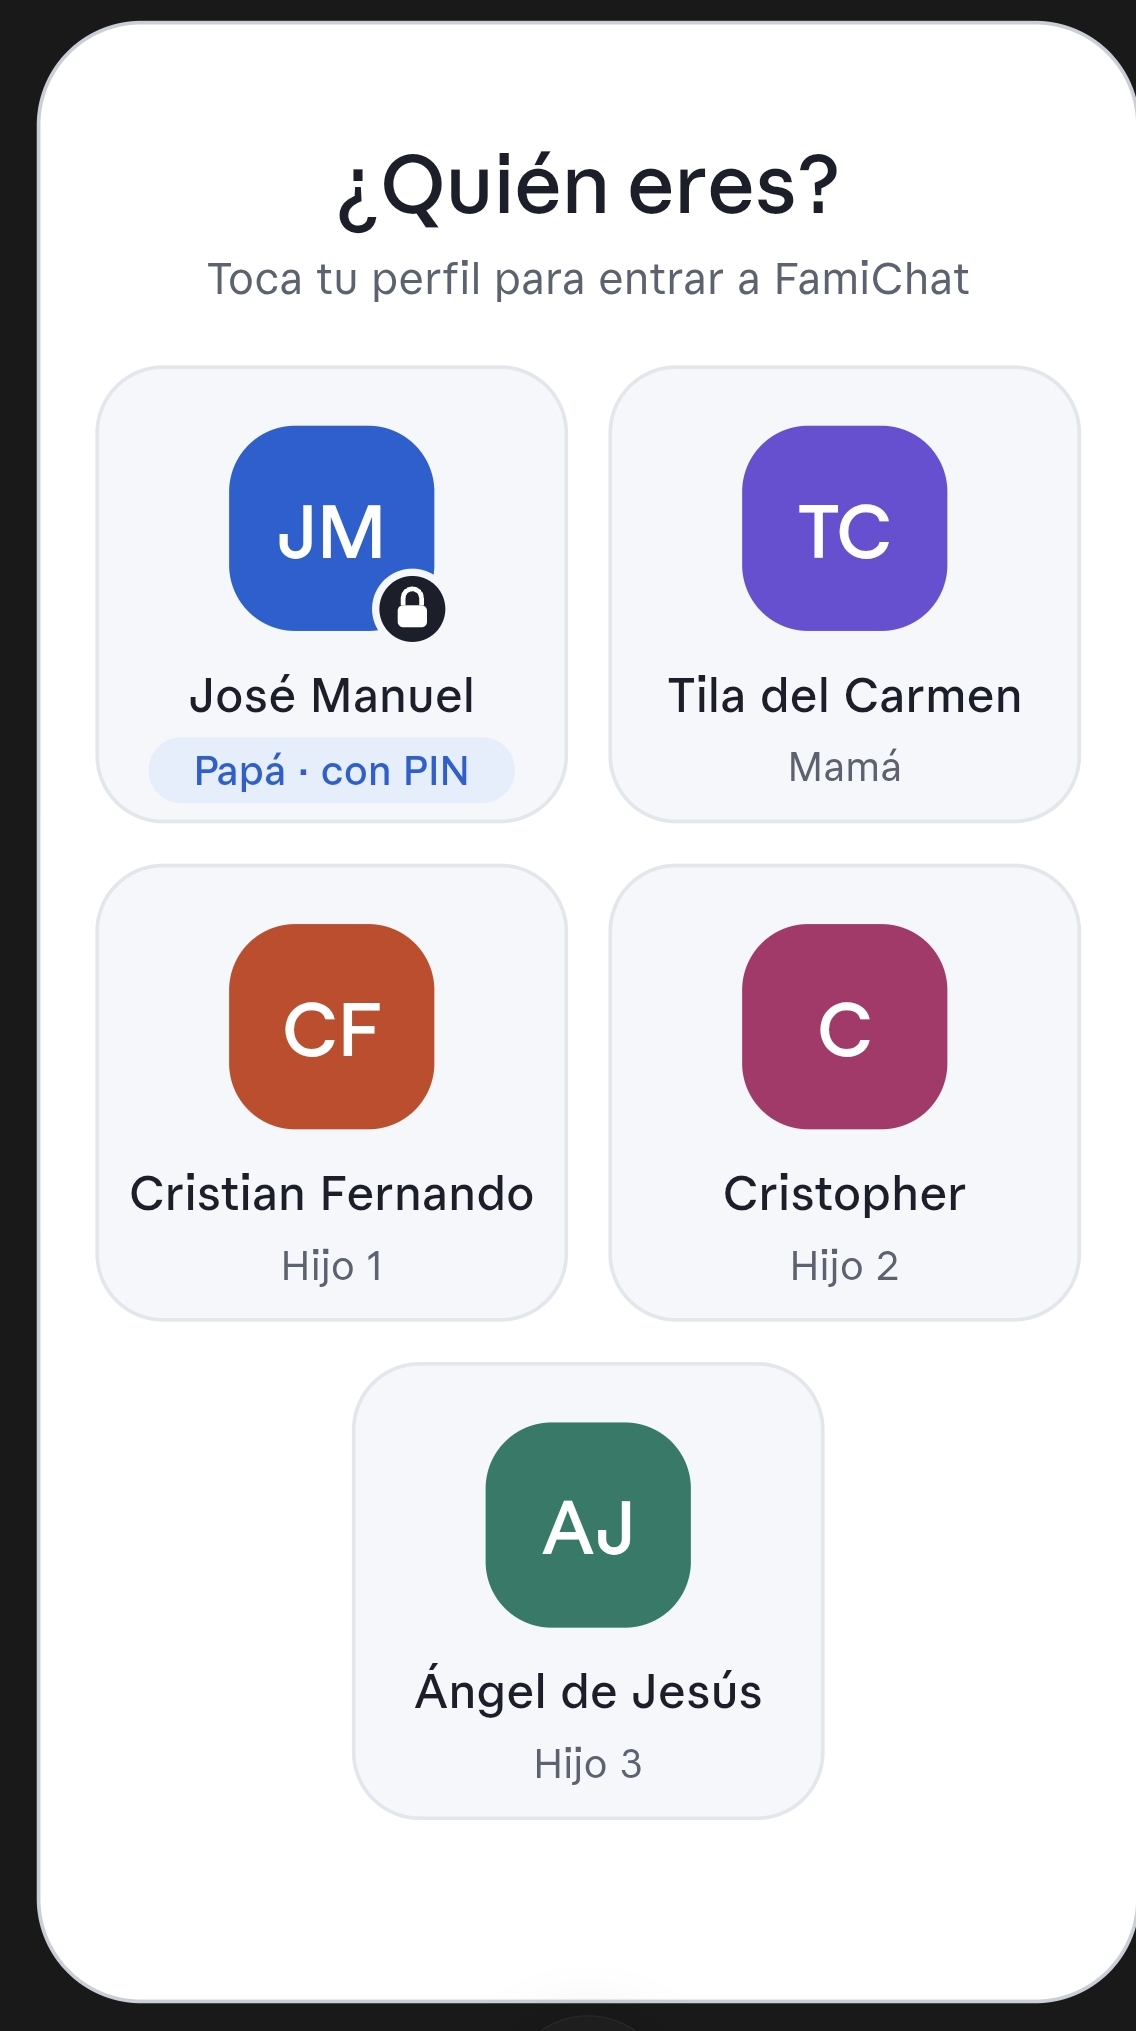 ¿Quién eres?
Toca tu perfil para entrar a FamiChat
JM
José Manuel
Papá · con PIN
TC
Tila del Carmen
Mamá
CF
Cristian Fernando
Hijo 1
C
Cristopher
Hijo 2
AJ
Ángel de Jesús
Hijo 3